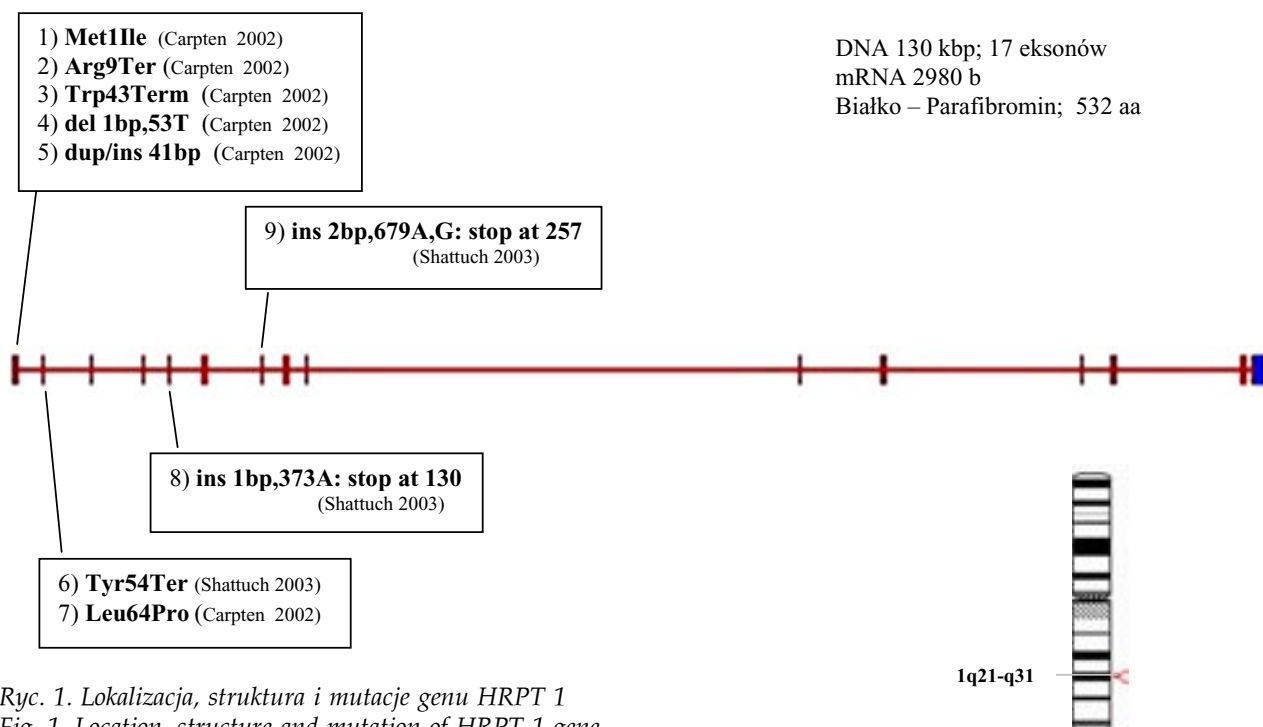 1) Met1Ile (Carpten 2002)
2) Arg9Ter (Carpten 2002)
3) Trp43Term (Carpten 2002)
4) del 1bp,53T (Carpten 2002)
5) dup/ins 41bp (Carpten 2002)
DNA 130 kbp; 17 eksonów
mRNA 2980 b
Białko – Parafibromin; 532 aa
9) ins 2bp,679A,G: stop at 257
(Shattuch 2003)
8) ins 1bp,373A: stop at 130
(Shattuch 2003)
6) Tyr54Ter (Shattuch 2003)
7) Leu64Pro (Carpten 2002)
1q21-q31
Ryc. 1. Lokalizacja, struktura i mutacje genu HRPT 1
Fig. 1. Location, structure and mutation of HRPT 1 gene